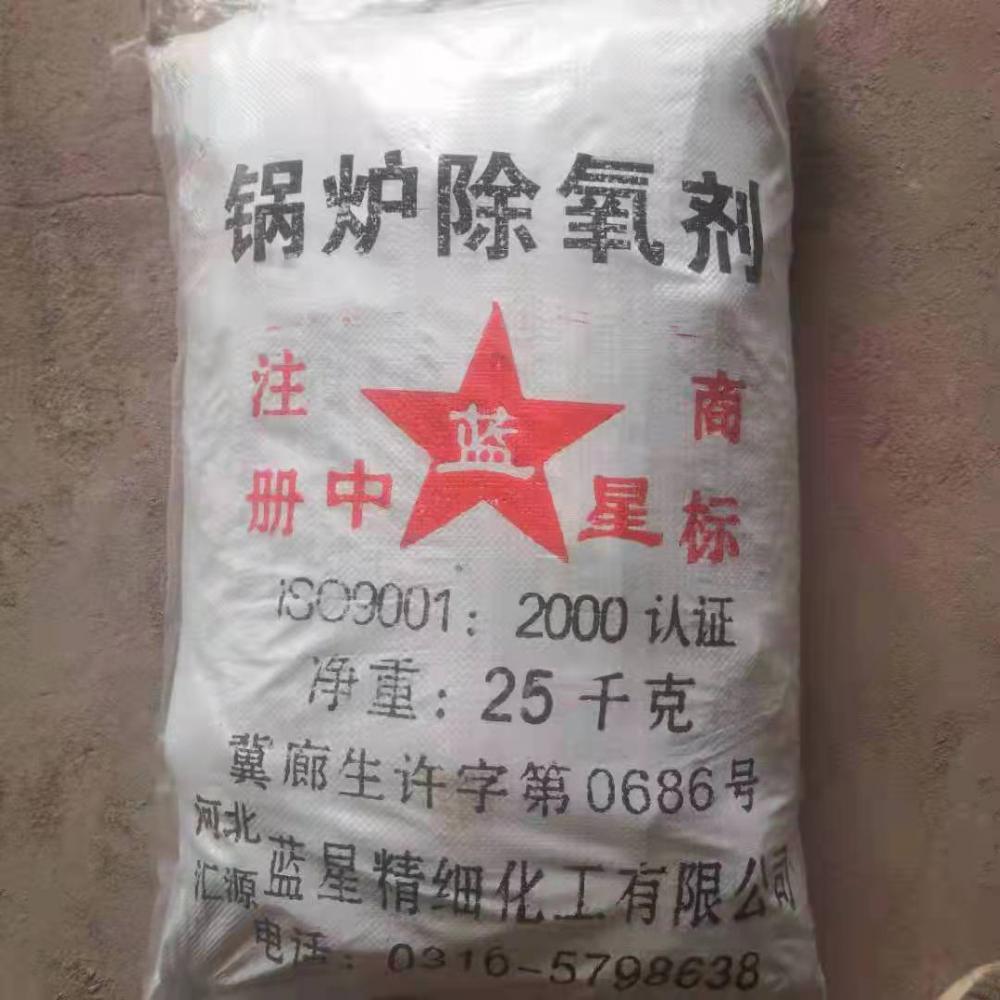 锅炉除氧剂
注册
商标
中蓝星
iSO9001：2000认证
净重：25千克
冀廊生许字第0686号
河北汇源蓝星精细化工有限公司
电话：0316-5798638